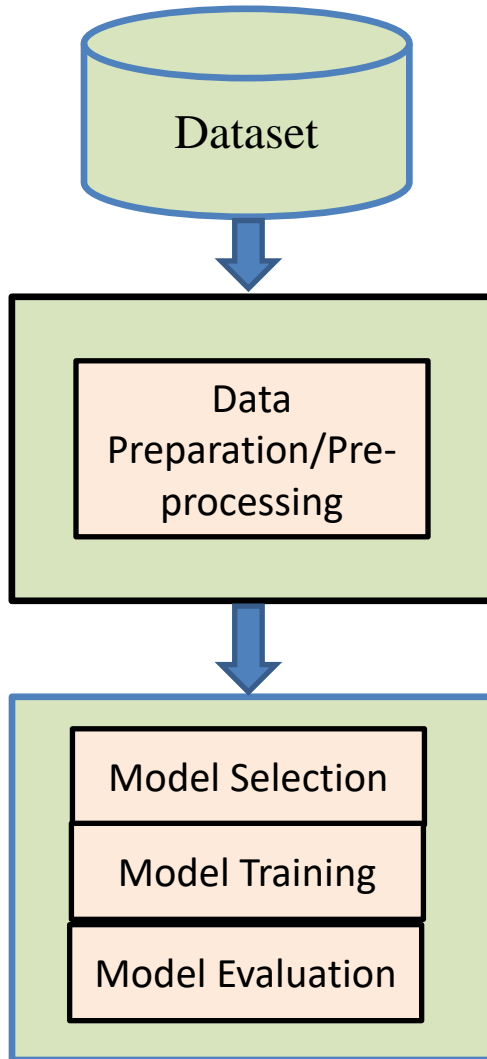 Dataset
Data
Preparation/Pre-
processing
Model Selection
Model Training
Model Evaluation